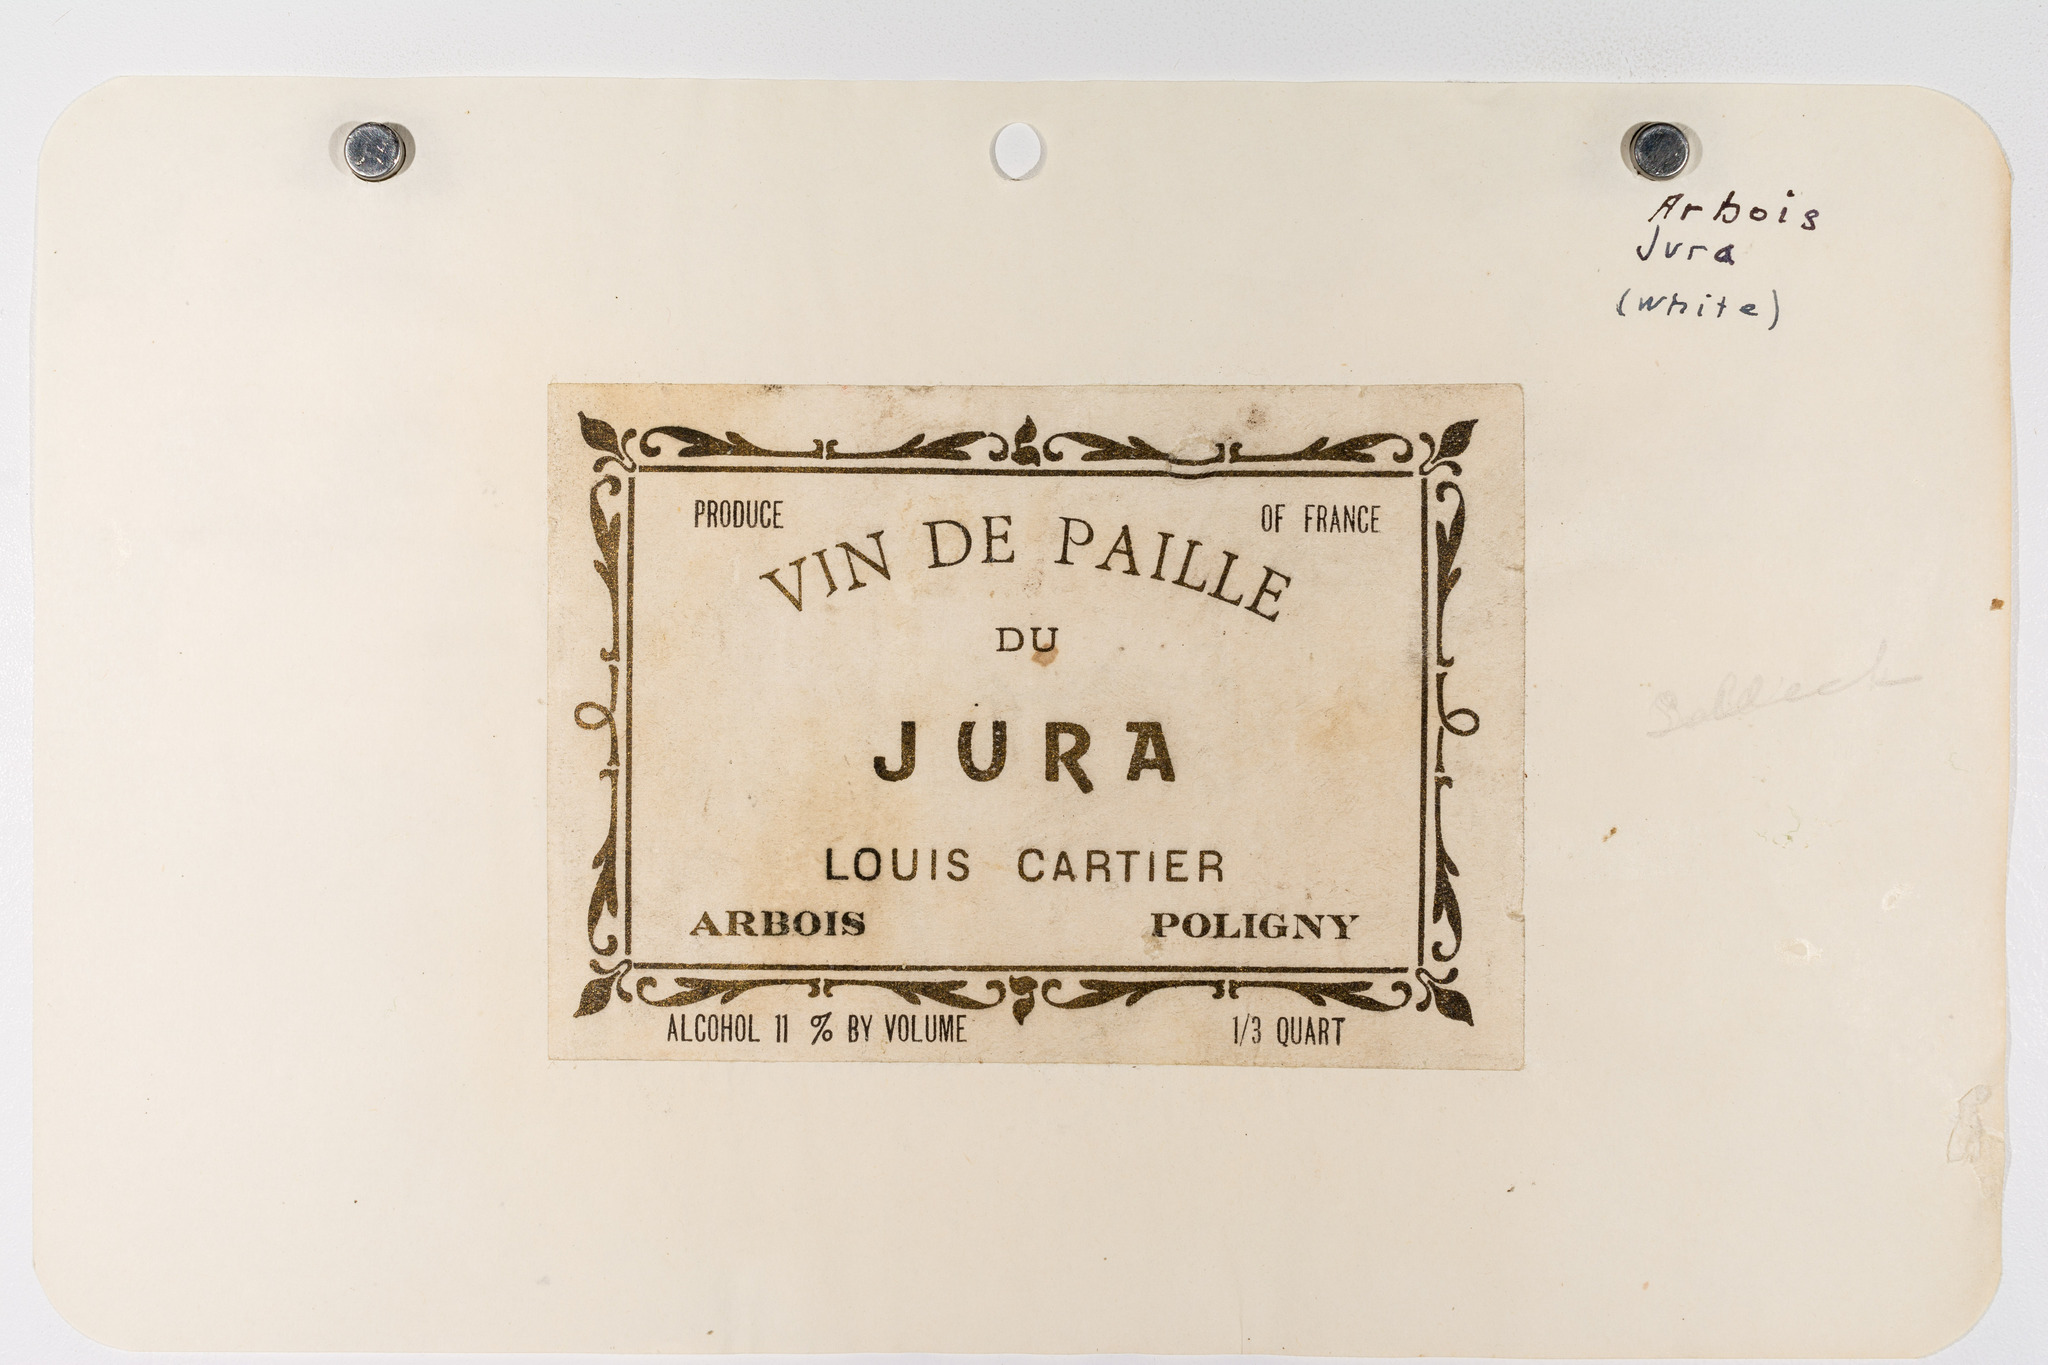 Arbois
Jura
(white)
PRODUCE OF FRANCE
VIN DE PAILLE
DU
JURA
LOUIS CARTIER
ARBOIS POLIGNY
ALCOHOL 11 % BY VOLUME 1/3 QUART